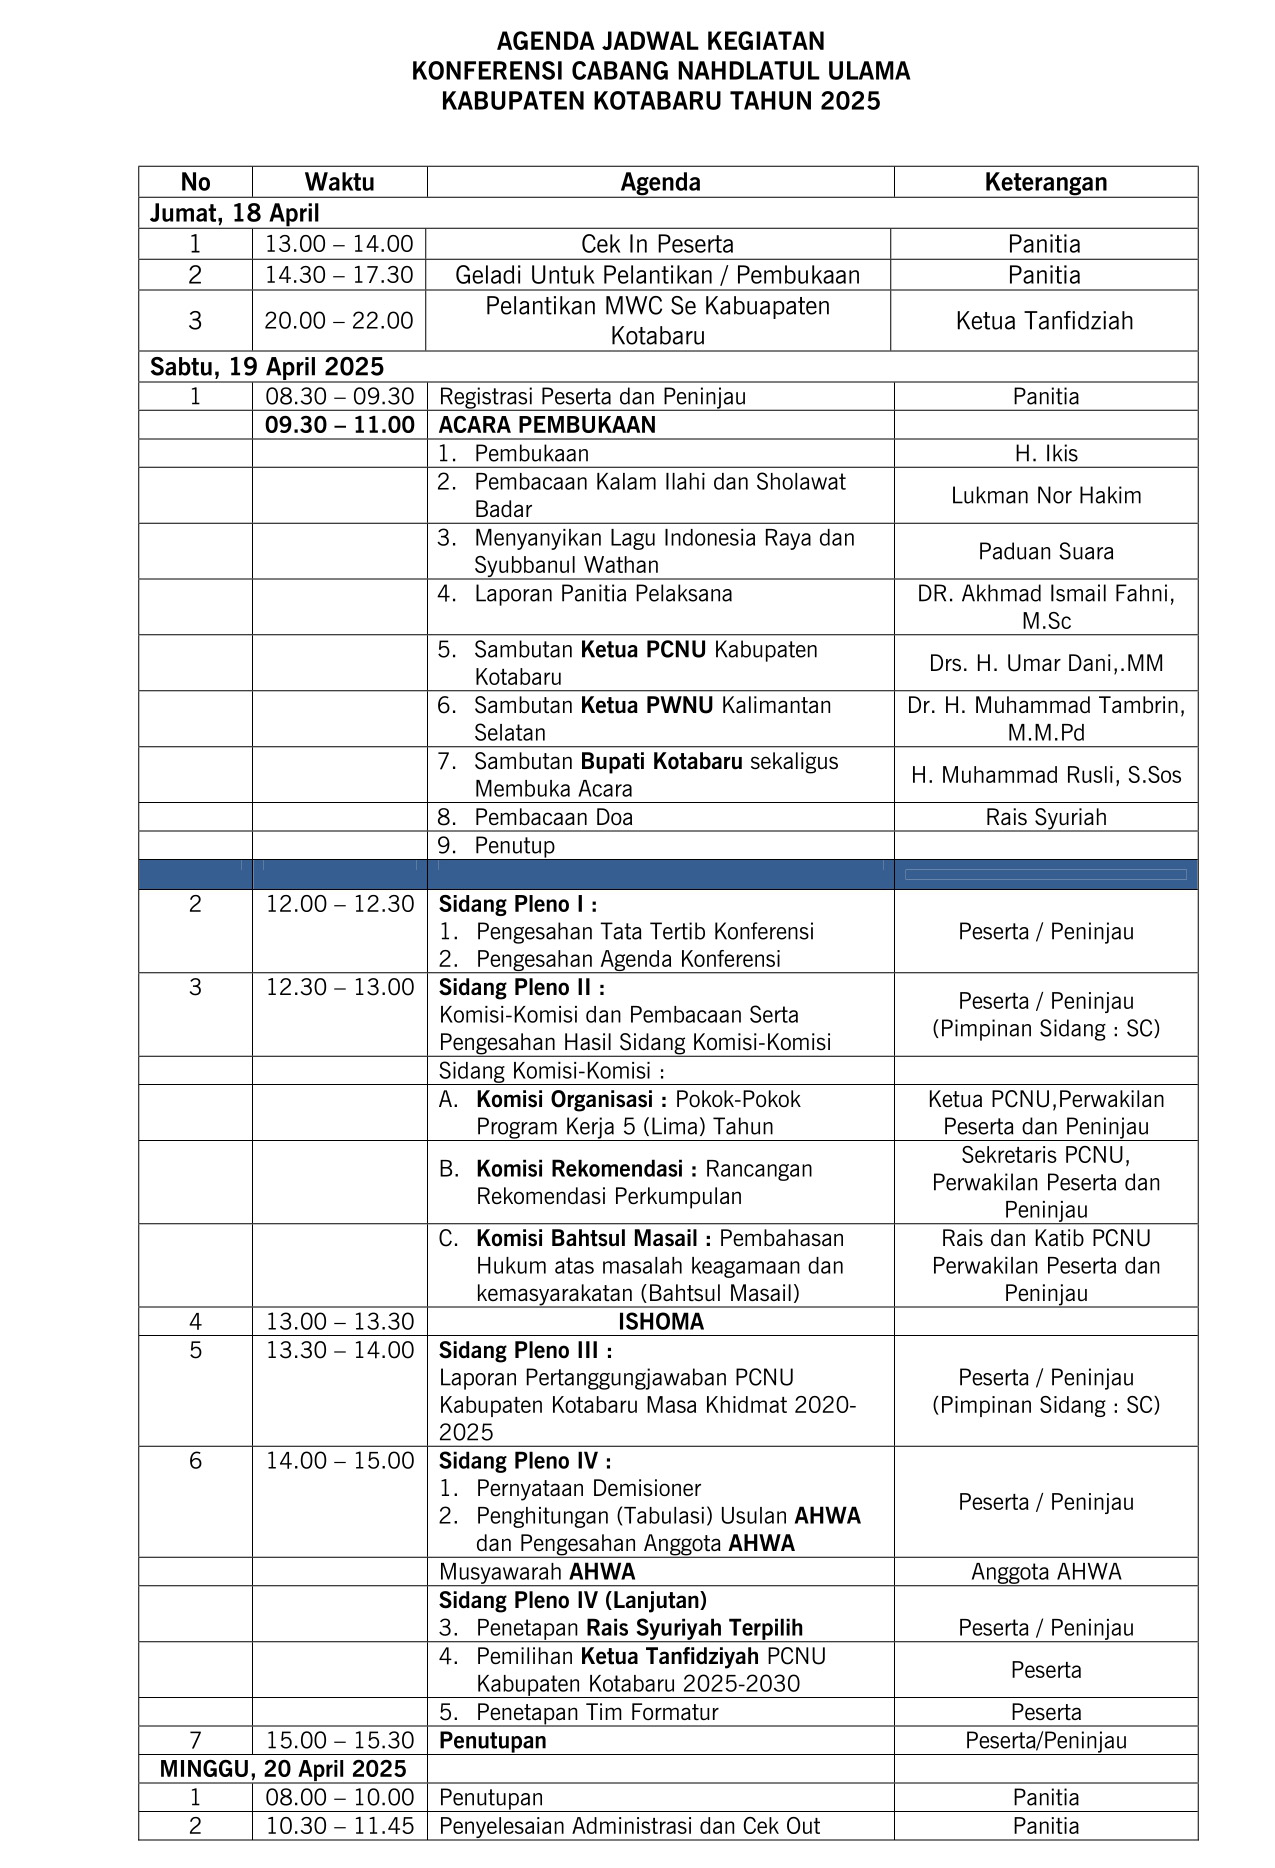 AGENDA JADWAL KEGIATAN
KONFERENSI CABANG NAHDLATUL ULAMA
KABUPATEN KOTABARU TAHUN 2025
No Waktu Agenda Keterangan
Jumat, 18 April
1 13.00 – 14.00 Cek In Peserta Panitia
2 14.30 – 17.30 Geladi Untuk Pelantikan / Pembukaan Panitia
3 20.00 – 22.00 Pelantikan MWC Se Kabuapaten
Kotabaru Ketua Tanfidziah
Sabtu, 19 April 2025
1 08.30 – 09.30 Registrasi Peserta dan Peninjau Panitia
09.30 – 11.00 ACARA PEMBUKAAN
1. Pembukaan H. Ikis
2. Pembacaan Kalam Ilahi dan Sholawat
Badar Lukman Nor Hakim
3. Menyanyikan Lagu Indonesia Raya dan
Syubbanul Wathan Paduan Suara
4. Laporan Panitia Pelaksana DR. Akhmad Ismail Fahni,
M.Sc
5. Sambutan Ketua PCNU Kabupaten
Kotabaru Drs. H. Umar Dani,.MM
6. Sambutan Ketua PWNU Kalimantan Dr. H. Muhammad Tambrin,
Selatan M.M.Pd
7. Sambutan Bupati Kotabaru sekaligus
Membuka Acara H. Muhammad Rusli, S.Sos
8. Pembacaan Doa Rais Syuriah
9. Penutup
2 12.00 – 12.30 Sidang Pleno I :
1. Pengesahan Tata Tertib Konferensi Peserta / Peninjau
2. Pengesahan Agenda Konferensi
3 12.30 – 13.00 Sidang Pleno II :
Komisi-Komisi dan Pembacaan Serta Peserta / Peninjau
Pengesahan Hasil Sidang Komisi-Komisi (Pimpinan Sidang : SC)
Sidang Komisi-Komisi :
A. Komisi Organisasi : Pokok-Pokok Ketua PCNU,Perwakilan
Program Kerja 5 (Lima) Tahun Peserta dan Peninjau
B. Komisi Rekomendasi : Rancangan
Rekomendasi Perkumpulan
Sekretaris PCNU,
Perwakilan Peserta dan
Peninjau
C. Komisi Bahtsul Masail : Pembahasan Rais dan Katib PCNU
Hukum atas masalah keagamaan dan Perwakilan Peserta dan
kemasyarakatan (Bahtsul Masail) Peninjau
4 13.00 – 13.30 ISHOMA
5 13.30 – 14.00 Sidang Pleno III :
Laporan Pertanggungjawaban PCNU Peserta / Peninjau
Kabupaten Kotabaru Masa Khidmat 2020- (Pimpinan Sidang : SC)
2025
6 14.00 – 15.00 Sidang Pleno IV :
1. Pernyataan Demisioner
2. Penghitungan (Tabulasi) Usulan AHWA Peserta / Peninjau
dan Pengesahan Anggota AHWA
Musyawarah AHWA Anggota AHWA
Sidang Pleno IV (Lanjutan)
3. Penetapan Rais Syuriyah Terpilih Peserta / Peninjau
4. Pemilihan Ketua Tanfidziyah PCNU
Kabupaten Kotabaru 2025-2030 Peserta
5. Penetapan Tim Formatur Peserta
7 15.00 – 15.30 Penutupan Peserta/Peninjau
MINGGU, 20 April 2025
1 08.00 – 10.00 Penutupan Panitia
2 10.30 – 11.45 Penyelesaian Administrasi dan Cek Out Panitia